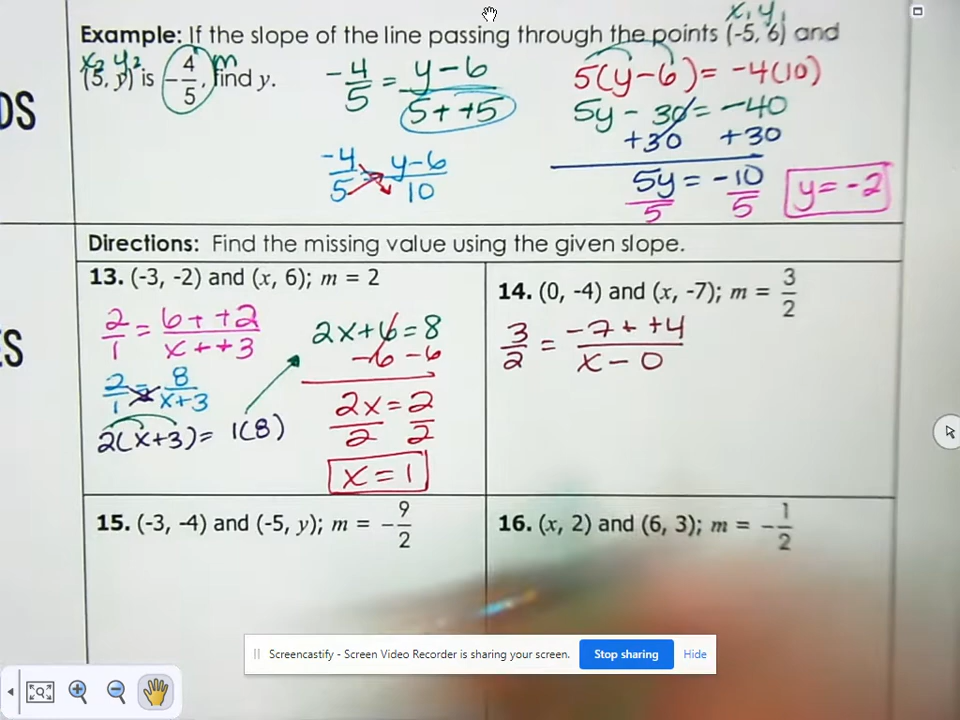 x₁ y₁
Example: If the slope of the line passing through the points (-5, 6) and
x₂ y₂ m
(5, y) is -4/5, find y.
-4/5 = y-6/5++5
-4/5 = y-6/10
5(y-6) = -4(10)
5y - 30 = -40
+30 +30
5y = -10
5 5
y = -2
DS
Directions: Find the missing value using the given slope.
ES
13. (-3, -2) and (x, 6); m = 2
2/1 = 6++2/x++3
2/1 = 8/x+3
2(x+3) = 1(8)
2x+6=8
-6 -6
2x = 2
2 2
x = 1
14. (0, -4) and (x, -7); m = 3/2
3/2 = -7++4/x-0
15. (-3, -4) and (-5, y); m = -9/2
16. (x, 2) and (6, 3); m = -1/2
Screencastify - Screen Video Recorder is sharing your screen.
Stop sharing
Hide